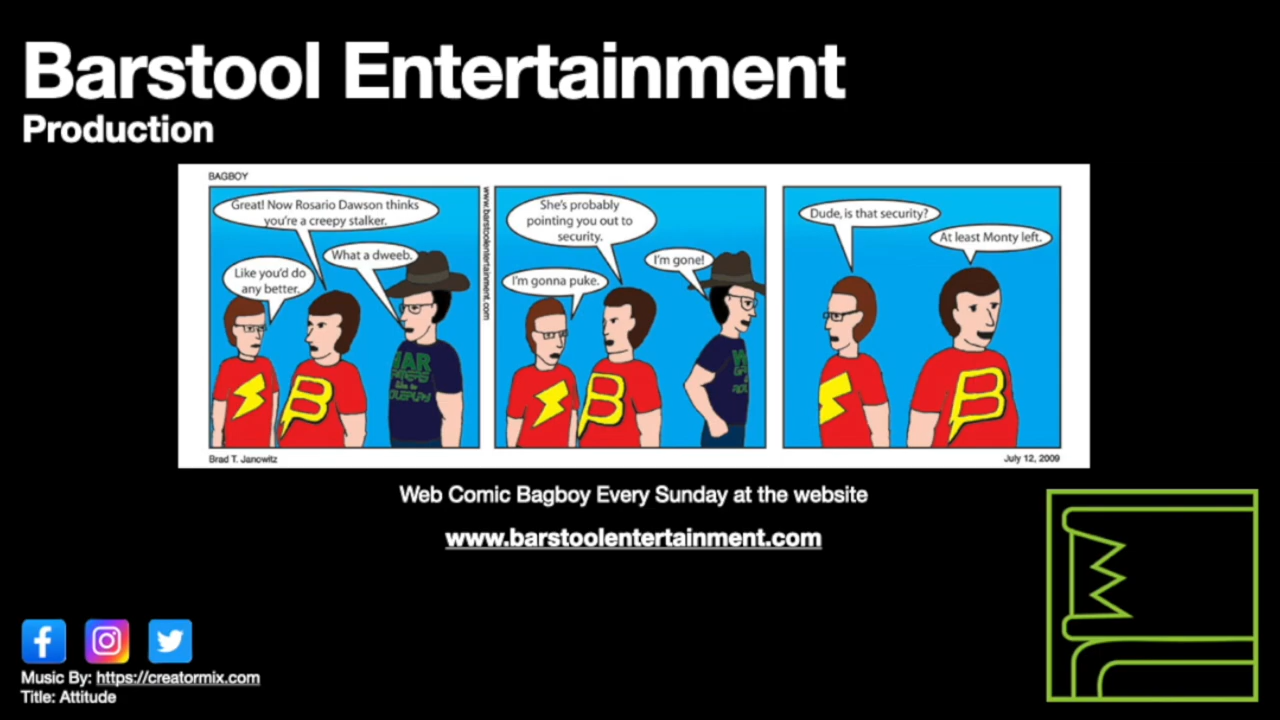 Barstool Entertainment
Production
BAGBOY
Great! Now Rosario Dawson thinks
you're a creepy stalker.
What a dweeb.
Like you'd do
any better.
www.barstoolentertainment.com
She's probably
pointing you out to
security.
I'm gone!
I'm gonna puke.
Dude, is that security?
At least Monty left.
B
B
B
Brad T. Janowitz
July 12, 2009
Web Comic Bagboy Every Sunday at the website
www.barstoolentertainment.com
Music By: https://creatormix.com
Title: Attitude